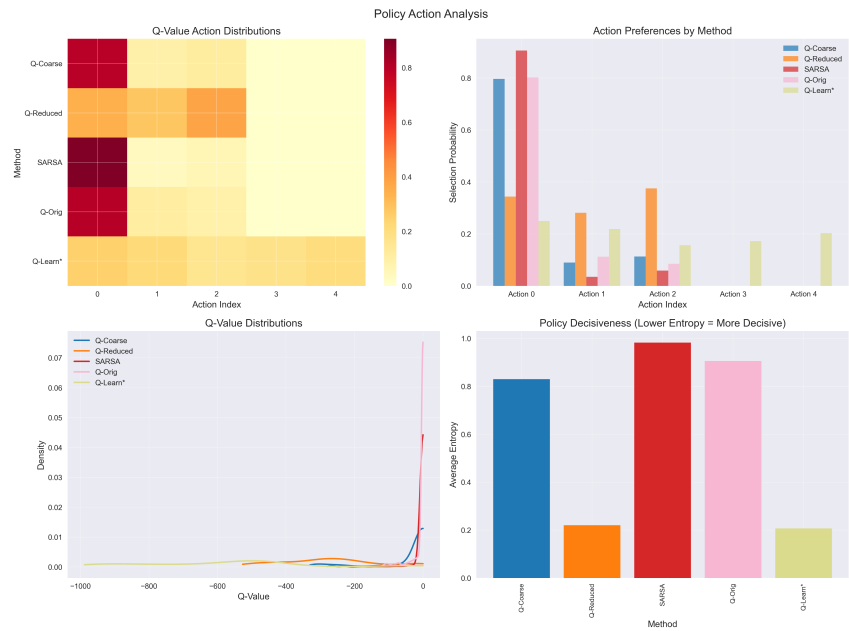 Policy Action Analysis
Q-Value Action Distributions
Q-Coarse
Q-Reduced
SARSA
Q-Orig
Q-Learn*
Method
0 1 2 3 4
Action Index
0.8
0.6
0.4
0.2
0.0
Action Preferences by Method
Q-Coarse
Q-Reduced
SARSA
Q-Orig
Q-Learn*
0.8
0.6
0.4
0.2
0.0
Selection Probability
Action 0 Action 1 Action 2 Action 3 Action 4
Action Index
Q-Value Distributions
Q-Coarse
Q-Reduced
SARSA
Q-Orig
Q-Learn*
0.07
0.06
0.05
0.04
0.03
0.02
0.01
0.00
Density
−1000 −800 −600 −400 −200 0
Q-Value
Policy Decisiveness (Lower Entropy = More Decisive)
1.0
0.8
0.6
0.4
0.2
0.0
Average Entropy
Q-Coarse
Q-Reduced
SARSA
Q-Orig
Q-Learn*
Method